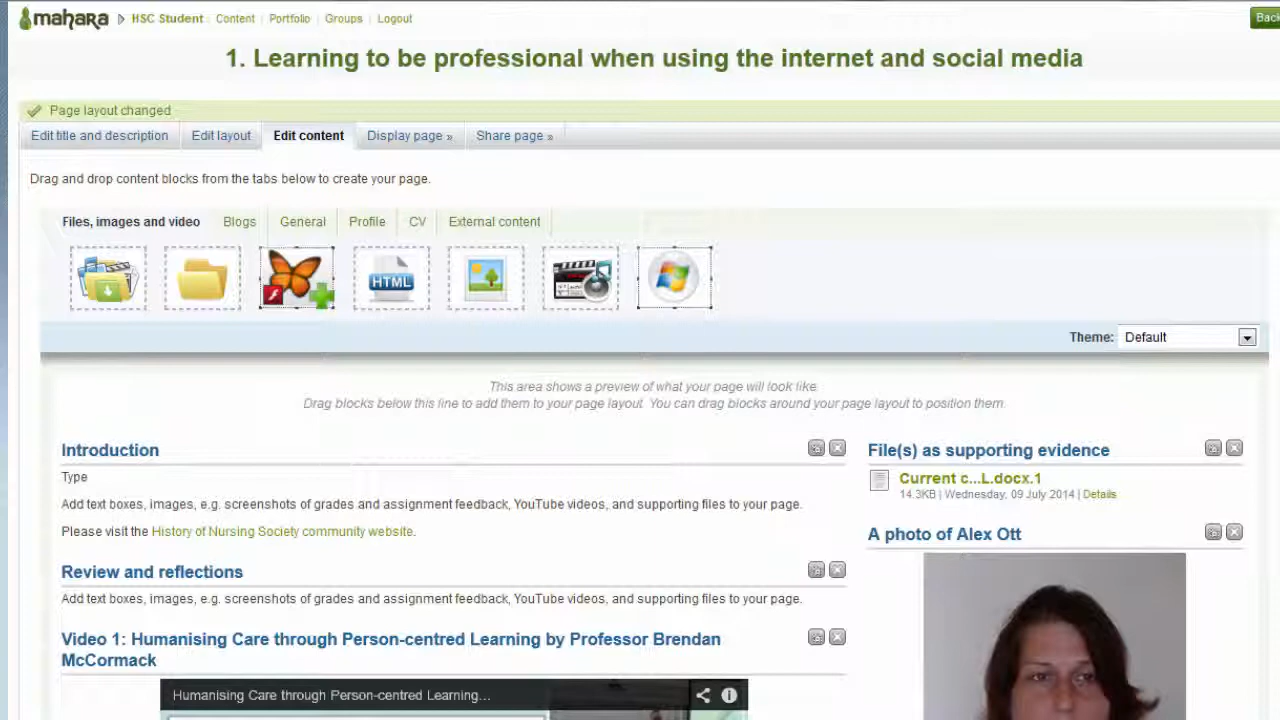 mahara HSC Student Content Portfolio Groups Logout Back
1. Learning to be professional when using the internet and social media
Page layout changed
Edit title and description Edit layout Edit content Display page » Share page »
Drag and drop content blocks from the tabs below to create your page.
Files, images and video Blogs General Profile CV External content
HTML
Theme: Default
This area shows a preview of what your page will look like.
Drag blocks below this line to add them to your page layout. You can drag blocks around your page layout to position them.
Introduction
Type
Add text boxes, images, e.g. screenshots of grades and assignment feedback, YouTube videos, and supporting files to your page.
Please visit the History of Nursing Society community website.
Review and reflections
Add text boxes, images, e.g. screenshots of grades and assignment feedback, YouTube videos, and supporting files to your page.
Video 1: Humanising Care through Person-centred Learning by Professor Brendan
McCormack
Humanising Care through Person-centred Learning...
File(s) as supporting evidence
Current c...L.docx.1
14.3KB | Wednesday, 09 July 2014 | Details
A photo of Alex Ott